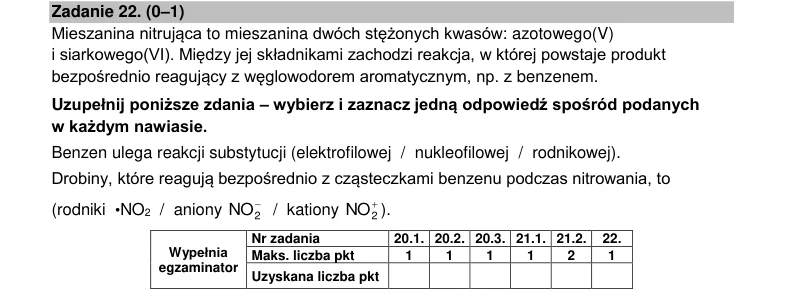 Zadanie 22. (0–1)
Mieszanina nitrująca to mieszanina dwóch stężonych kwasów: azotowego(V)
i siarkowego(VI). Między jej składnikami zachodzi reakcja, w której powstaje produkt
bezpośrednio reagujący z węglowodorem aromatycznym, np. z benzenem.
Uzupełnij poniższe zdania – wybierz i zaznacz jedną odpowiedź spośród podanych
w każdym nawiasie.
Benzen ulega reakcji substytucji (elektrofilowej / nukleofilowej / rodnikowej).
Drobiny, które reagują bezpośrednio z cząsteczkami benzenu podczas nitrowania, to
(rodniki •NO₂ / aniony NO₂⁻ / kationy NO₂⁺).
Wypełnia egzaminator
Nr zadania 20.1. 20.2. 20.3. 21.1. 21.2. 22.
Maks. liczba pkt 1 1 1 1 2 1
Uzyskana liczba pkt